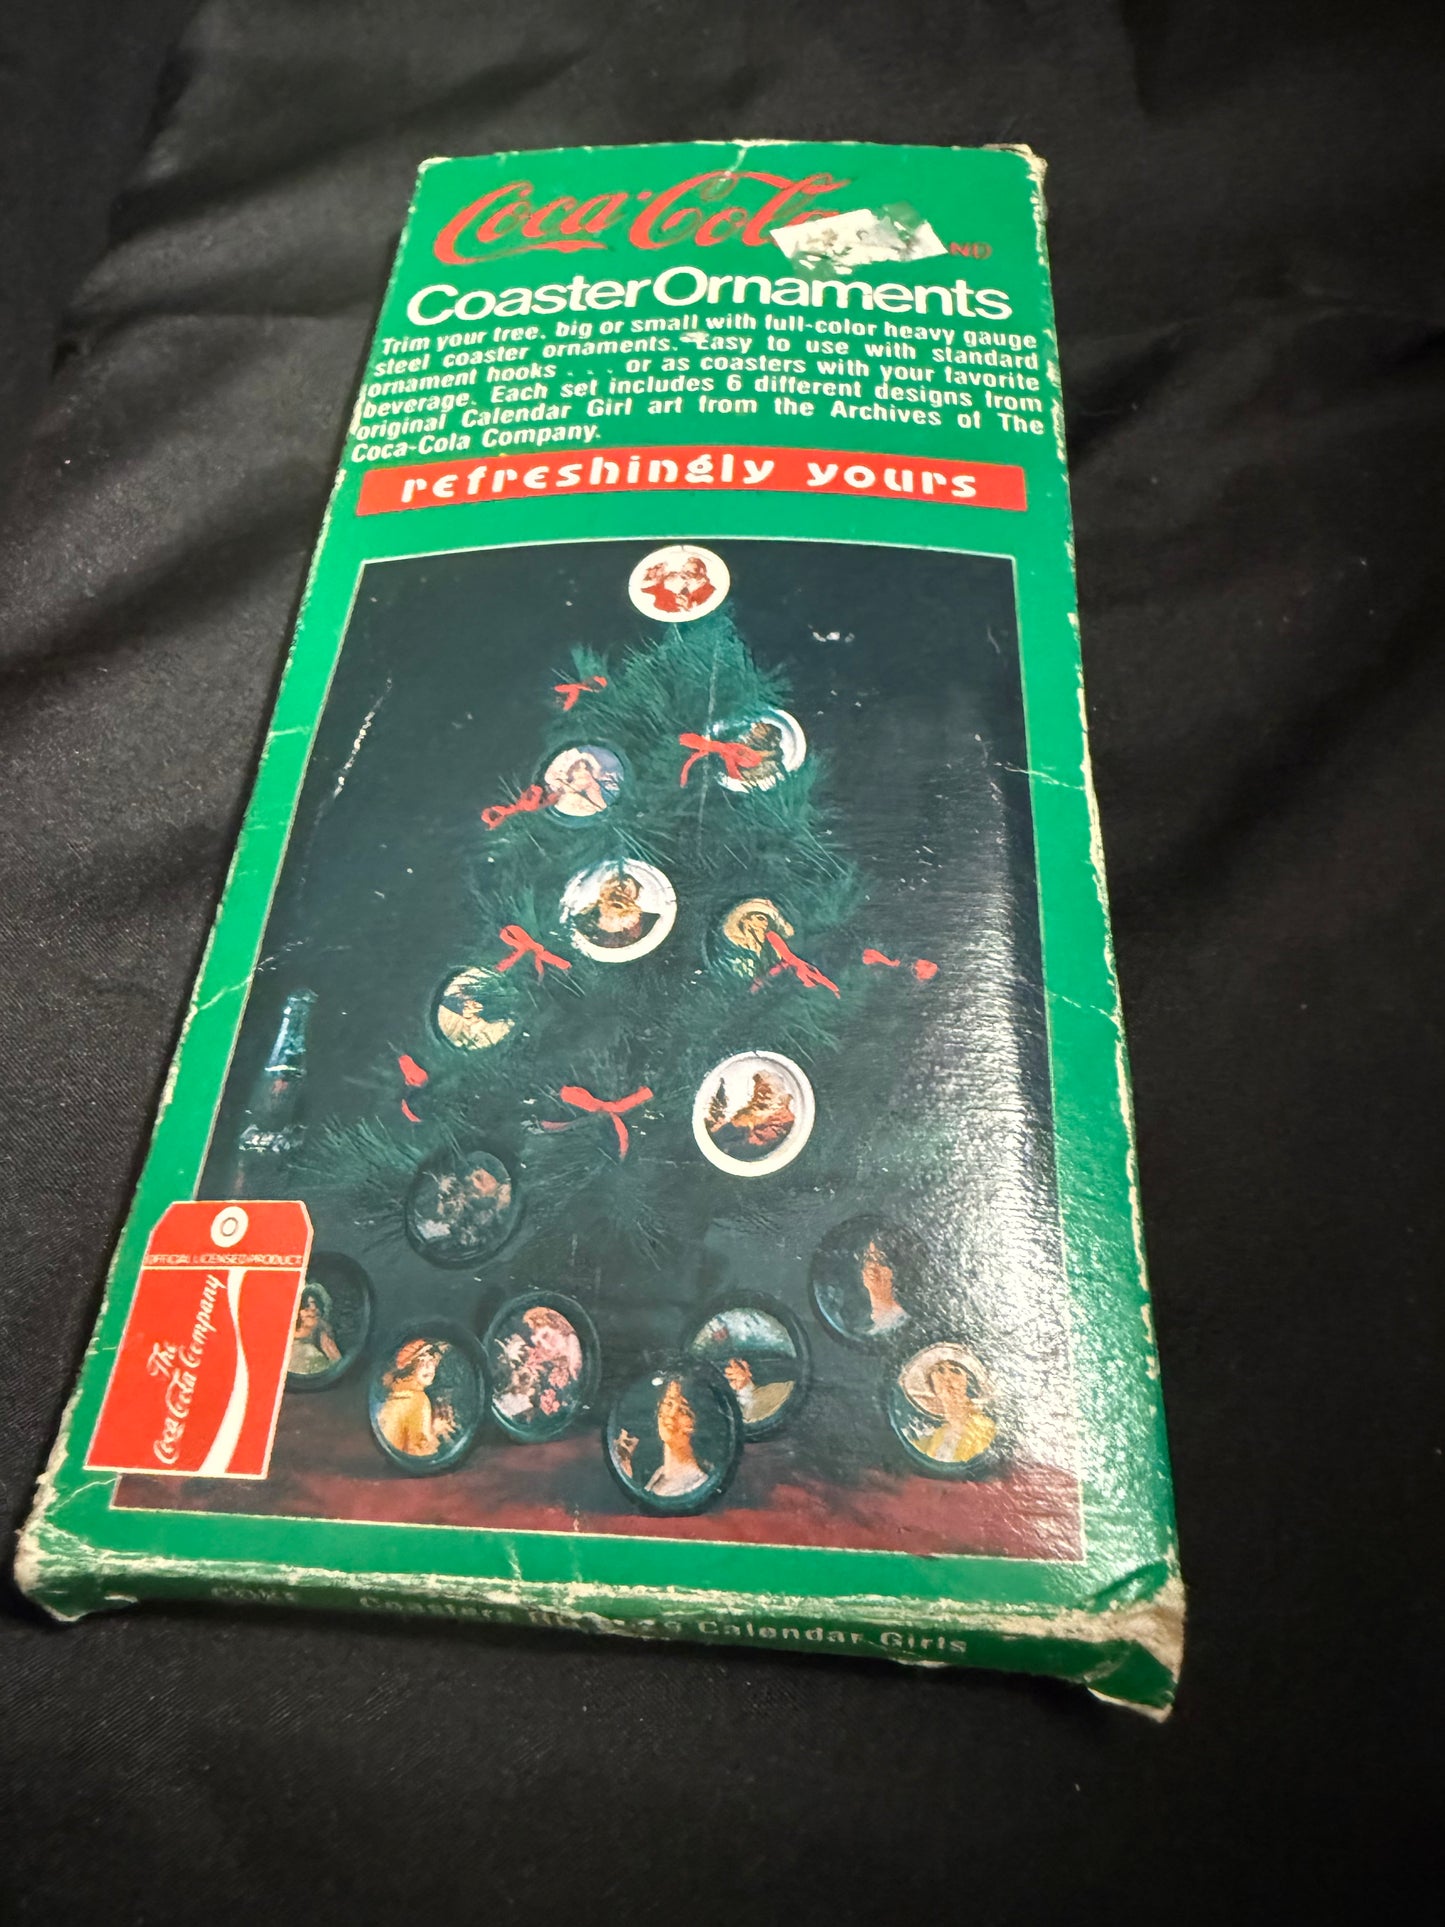 Coca-Cola
CoasterOrnaments
Trim your tree, big or small with full-color heavy gauge
steel coaster ornaments. Easy to use with standard
ornament hooks . . . or as coasters with your favorite
beverage. Each set includes 6 different designs from
original Calendar Girl art from the Archives of The
Coca-Cola Company.
refreshingly yours
OFFICIAL LICENSED PRODUCT
The
Coca-Cola Company
Coasters Calendar Girls